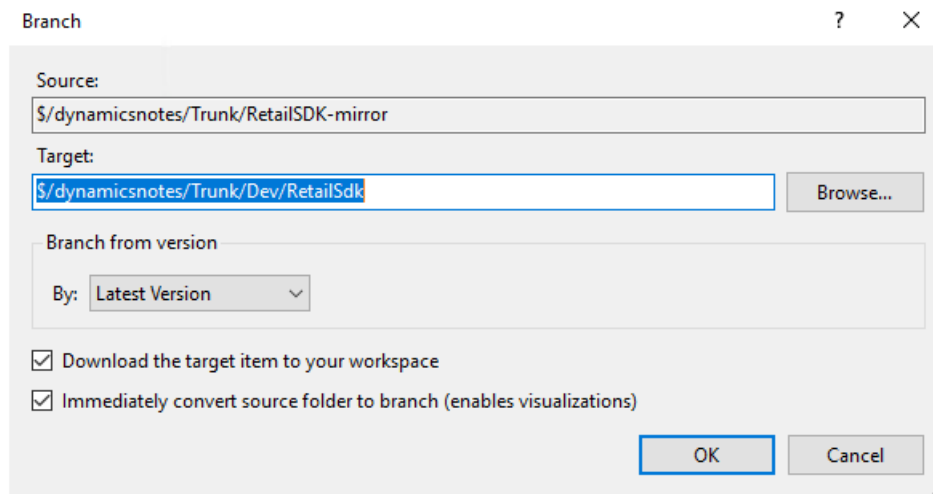 Branch ?
Source:
$/dynamicsnotes/Trunk/RetailSDK-mirror
Target:
$/dynamicsnotes/Trunk/Dev/RetailSdk Browse...
Branch from version
By: Latest Version
Download the target item to your workspace
Immediately convert source folder to branch (enables visualizations)
OK Cancel